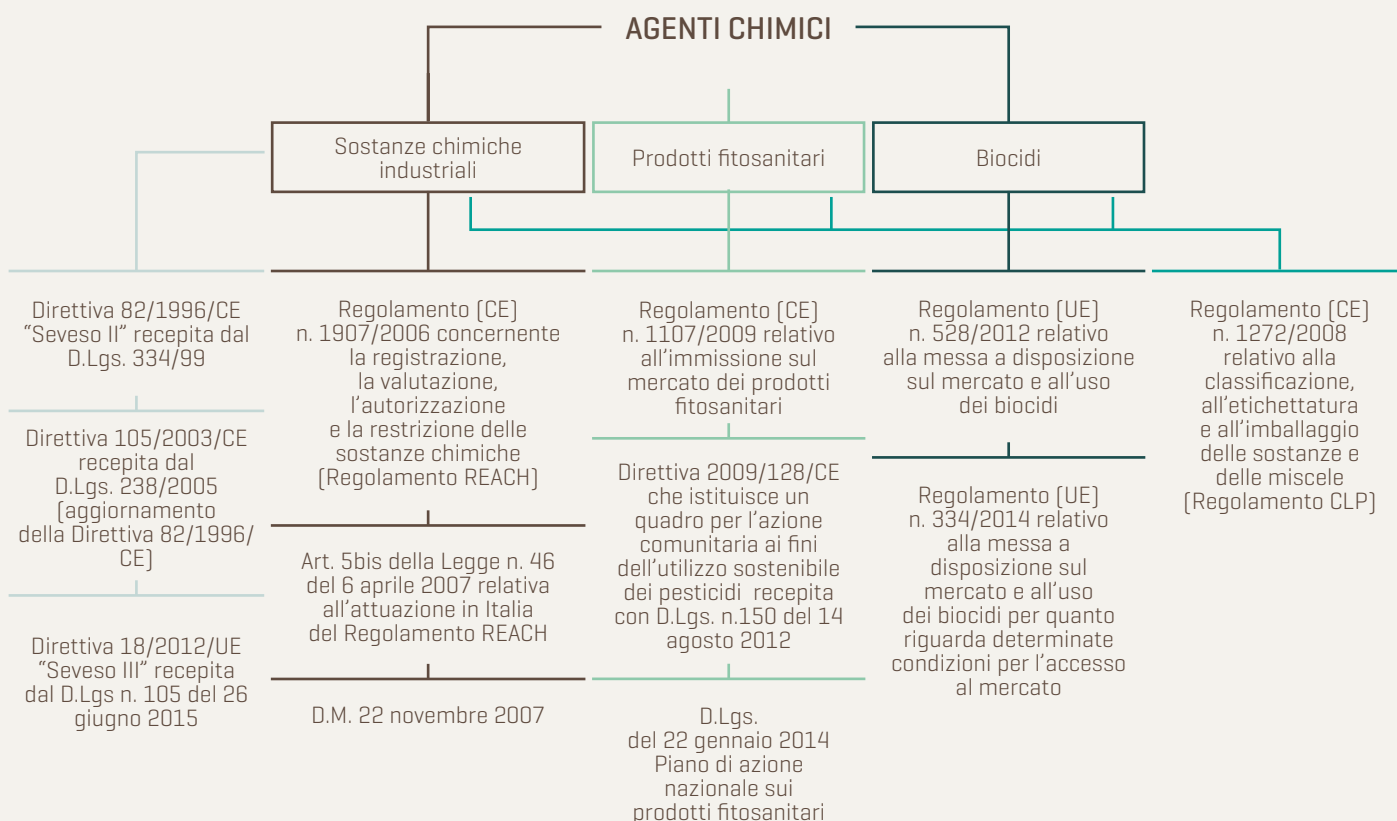 AGENTI CHIMICI
Sostanze chimiche
industriali
Prodotti fitosanitari
Biocidi
Direttiva 82/1996/CE
“Seveso II” recepita dal
D.Lgs. 334/99
Direttiva 105/2003/CE
recepita dal
D.Lgs. 238/2005
(aggiornamento
della Direttiva 82/1996/
CE)
Direttiva 18/2012/UE
“Seveso III” recepita
dal D.Lgs n. 105 del 26
giugno 2015
Regolamento (CE)
n. 1907/2006 concernente
la registrazione,
la valutazione,
l’autorizzazione
e la restrizione delle
sostanze chimiche
(Regolamento REACH)
Art. 5bis della Legge n. 46
del 6 aprile 2007 relativa
all’attuazione in Italia
del Regolamento REACH
D.M. 22 novembre 2007
Regolamento (CE)
n. 1107/2009 relativo
all’immissione sul
mercato dei prodotti
fitosanitari
Direttiva 2009/128/CE
che istituisce un
quadro per l’azione
comunitaria ai fini
dell’utilizzo sostenibile
dei pesticidi recepita
con D.Lgs. n.150 del 14
agosto 2012
D.Lgs.
del 22 gennaio 2014
Piano di azione
nazionale sui
prodotti fitosanitari
Regolamento (UE)
n. 528/2012 relativo
alla messa a disposizione
sul mercato e all’uso
dei biocidi
Regolamento (UE)
n. 334/2014 relativo
alla messa a
disposizione sul
mercato e all’uso
dei biocidi per quanto
riguarda determinate
condizioni per l’accesso
al mercato
Regolamento (CE)
n. 1272/2008
relativo alla
classificazione,
all’etichettatura
e all’imballaggio
delle sostanze e
delle miscele
(Regolamento CLP)